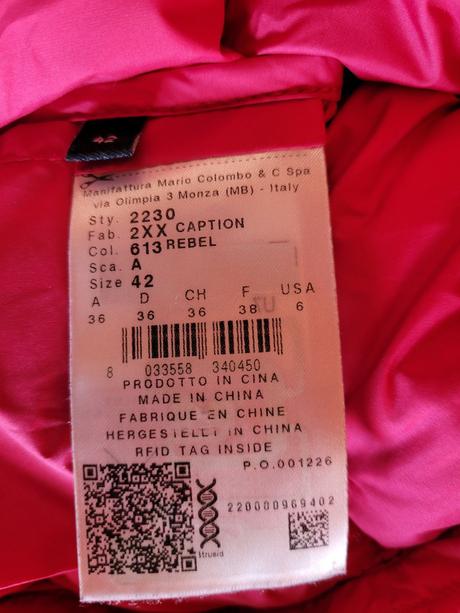 42
Manifattura Mario Colombo & C Spa
via Olimpia 3 Monza (MB) - Italy
Sty. 2230
Fab. 2XX CAPTION
Col. 613 REBEL
Sca. A
Size 42
A D CH F USA
36 36 36 38 6
8 033558 340450
PRODOTTO IN CINA
MADE IN CHINA
FABRIQUE EN CHINE
HERGESTELLT IN CHINA
RFID TAG INSIDE
P.O.001226
220000969402
Strusia